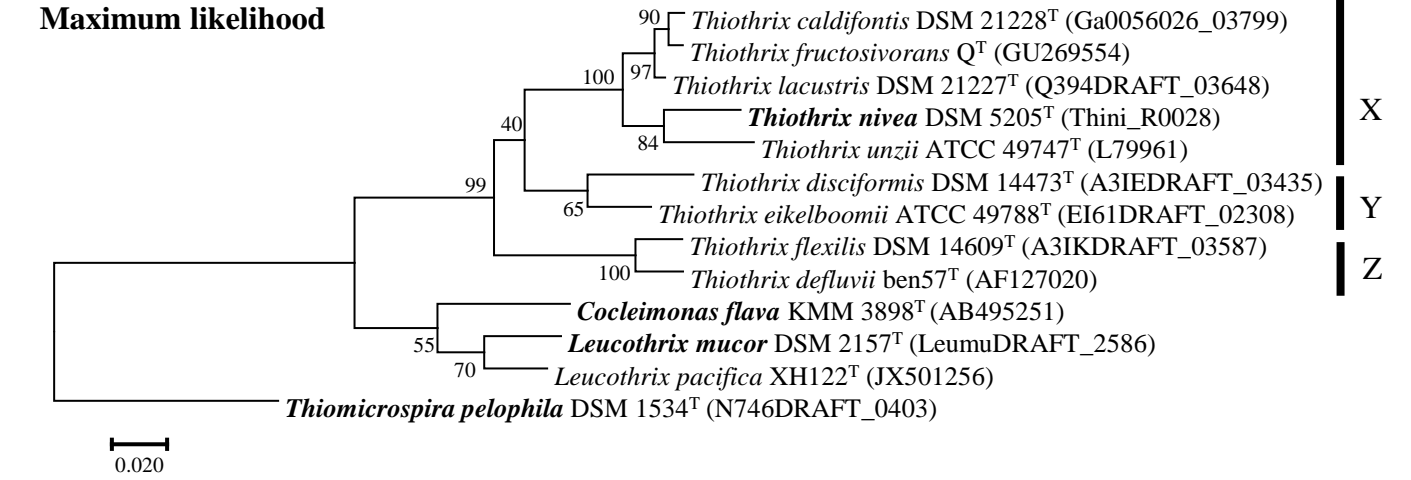 Maximum likelihood
90 Thiothrix caldifontis DSM 21228ᵀ (Ga0056026_03799)
Thiothrix fructosivorans Qᵀ (GU269554)
100 97 Thiothrix lacustris DSM 21227ᵀ (Q394DRAFT_03648)
X
40 Thiothrix nivea DSM 5205ᵀ (Thini_R0028)
84 Thiothrix unzii ATCC 49747ᵀ (L79961)
99 Thiothrix disciformis DSM 14473ᵀ (A3IEDRAFT_03435)
65 Thiothrix eikelboomii ATCC 49788ᵀ (EI61DRAFT_02308)
Y
Thiothrix flexilis DSM 14609ᵀ (A3IKDRAFT_03587)
100 Thiothrix defluvii ben57ᵀ (AF127020)
Z
Cocleimonas flava KMM 3898ᵀ (AB495251)
55 Leucothrix mucor DSM 2157ᵀ (LeumuDRAFT_2586)
70 Leucothrix pacifica XH122ᵀ (JX501256)
Thiomicrospira pelophila DSM 1534ᵀ (N746DRAFT_0403)
0.020